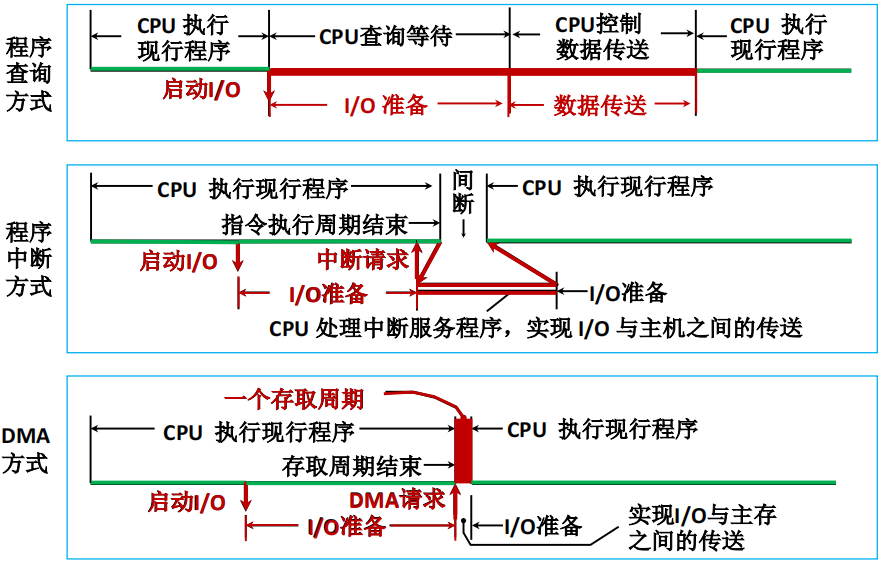 程序
查询
方式
CPU 执行
现行程序
CPU查询等待
CPU控制
数据传送
CPU 执行
现行程序
启动I/O
I/O 准备
数据传送
程序
中断
方式
CPU 执行现行程序
间
断
CPU 执行现行程序
指令执行周期结束
启动I/O
中断请求
I/O准备
I/O准备
CPU 处理中断服务程序，实现 I/O 与主机之间的传送
DMA
方式
一个存取周期
CPU 执行现行程序
CPU 执行现行程序
存取周期结束
启动I/O
DMA请求
I/O准备
I/O准备
实现I/O与主存
之间的传送